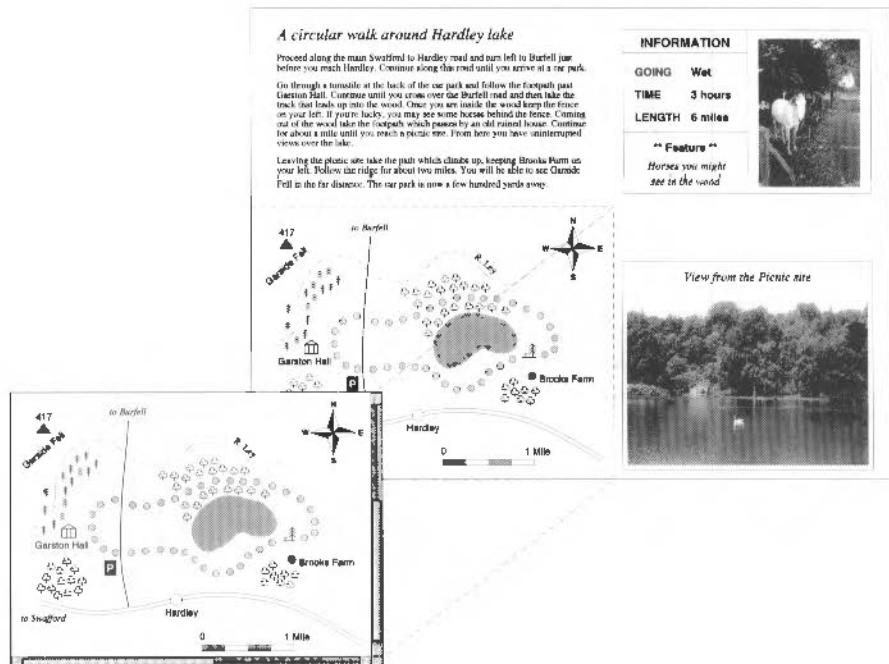 A circular walk around Hardley lake
Proceed along the main Swafford to Hardley road and turn left to Burfell just
before you reach Hardley. Continue along this road until you arrive at a car park.
Go through a turnstile at the back of the car park and follow the footpath past
Garston Hall. Continue until you cross over the Burfell road and then take the
track that leads up into the wood. Once you are inside the wood keep the fence
on your left. If you're lucky, you may see some horses behind the fence. Coming
out of the wood take the footpath which passes by an old ruined house. Continue
for about a mile until you reach a picnic site. From here you have uninterrupted
views over the lake.
Leaving the picnic site take the path which climbs up, keeping Brooks Farm on
your left. Follow the ridge for about two miles. You will be able to see Garside
Fell in the far distance. The car park is now a few hundred yards away.
INFORMATION
GOING Wet
TIME 3 hours
LENGTH 6 miles
** Feature **
Horses you might
see in the wood
to Burfell
417
Garside Fell
R. Ley
N
W E
S
Garston Hall
P
Brooks Farm
Hardley
0 1 Mile
View from the Picnic site
417
to Burfell
Garside Fell
R. Ley
N
W E
S
Garston Hall
P
Brooks Farm
Hardley
to Swafford
0 1 Mile